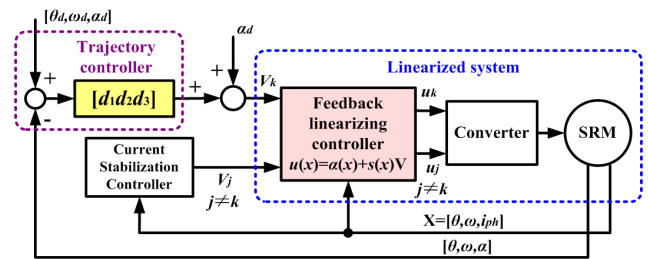 [θd,ωd,αd]
Trajectory
controller
αd
Linearized system
+
-
[d1d2d3]
+
+
Vk
Feedback
linearizing
controller
u(x)=α(x)+s(x)V
uk
uj
j≠k
Converter
SRM
Current
Stabilization
Controller
Vj
j≠k
X=[θ,ω,iph]
[θ,ω,α]